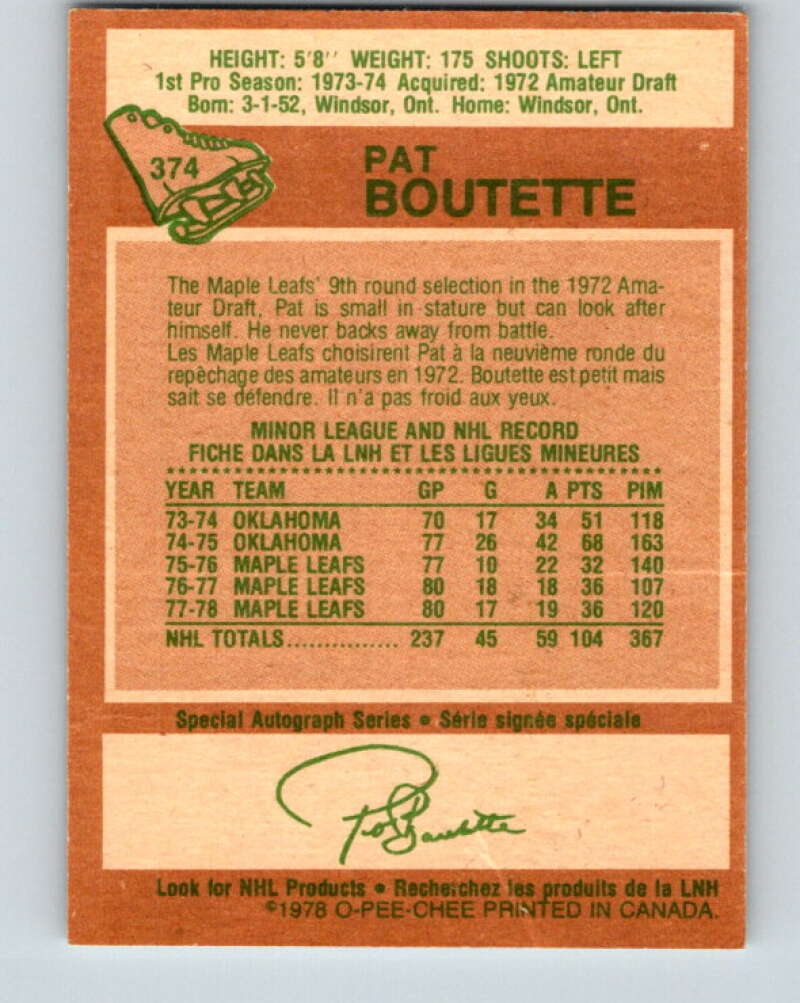 HEIGHT: 5'8'' WEIGHT: 175 SHOOTS: LEFT
1st Pro Season: 1973-74 Acquired: 1972 Amateur Draft
Born: 3-1-52, Windsor, Ont. Home: Windsor, Ont.
374
PAT
BOUTETTE
The Maple Leafs' 9th round selection in the 1972 Ama-
teur Draft, Pat is small in stature but can look after
himself. He never backs away from battle.
Les Maple Leafs choisirent Pat à la neuvième ronde du
repêchage des amateurs en 1972. Boutette est petit mais
sait se défendre. Il n'a pas froid aux yeux.
MINOR LEAGUE AND NHL RECORD
FICHE DANS LA LNH ET LES LIGUES MINEURES
YEAR TEAM GP G A PTS PIM
73-74 OKLAHOMA 70 17 34 51 118
74-75 OKLAHOMA 77 26 42 68 163
75-76 MAPLE LEAFS 77 10 22 32 140
76-77 MAPLE LEAFS 80 18 18 36 107
77-78 MAPLE LEAFS 80 17 19 36 120
NHL TOTALS............... 237 45 59 104 367
Special Autograph Series • Série signée spéciale
Pat Boutette
Look for NHL Products • Recherchez les produits de la LNH
©1978 O-PEE-CHEE PRINTED IN CANADA.